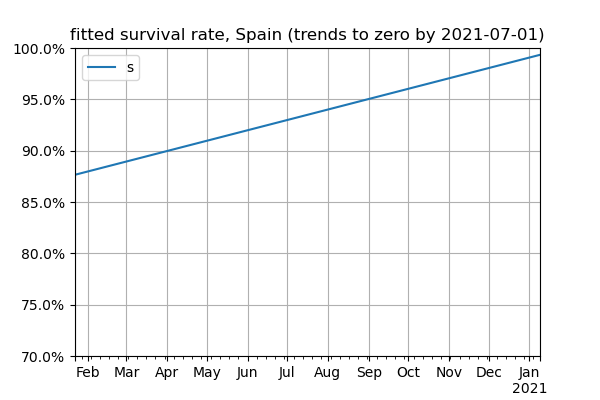 fitted survival rate, Spain (trends to zero by 2021-07-01)
100.0%
s
95.0%
90.0%
85.0%
80.0%
75.0%
70.0%
Feb Mar Apr May Jun Jul Aug Sep Oct Nov Dec Jan
2021